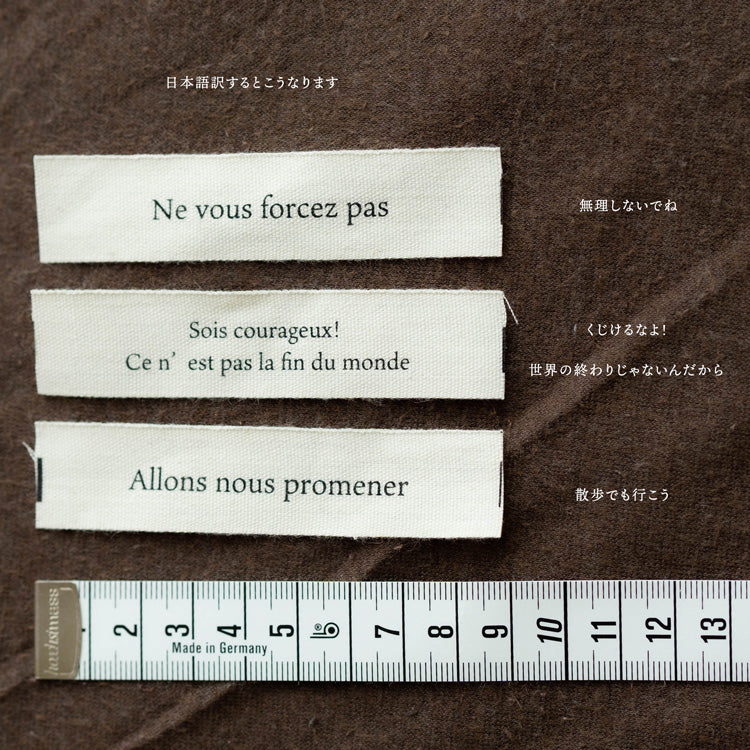 日本語訳するとこうなります
Ne vous forcez pas
無理しないでね
Sois courageux!
くじけるなよ!
Ce n’ est pas la fin du monde
世界の終わりじゃないんだから
Allons nous promener
散歩でも行こう
hoechstmass
2 3 4 5 7 8 9 10 11 12 13
Made in Germany